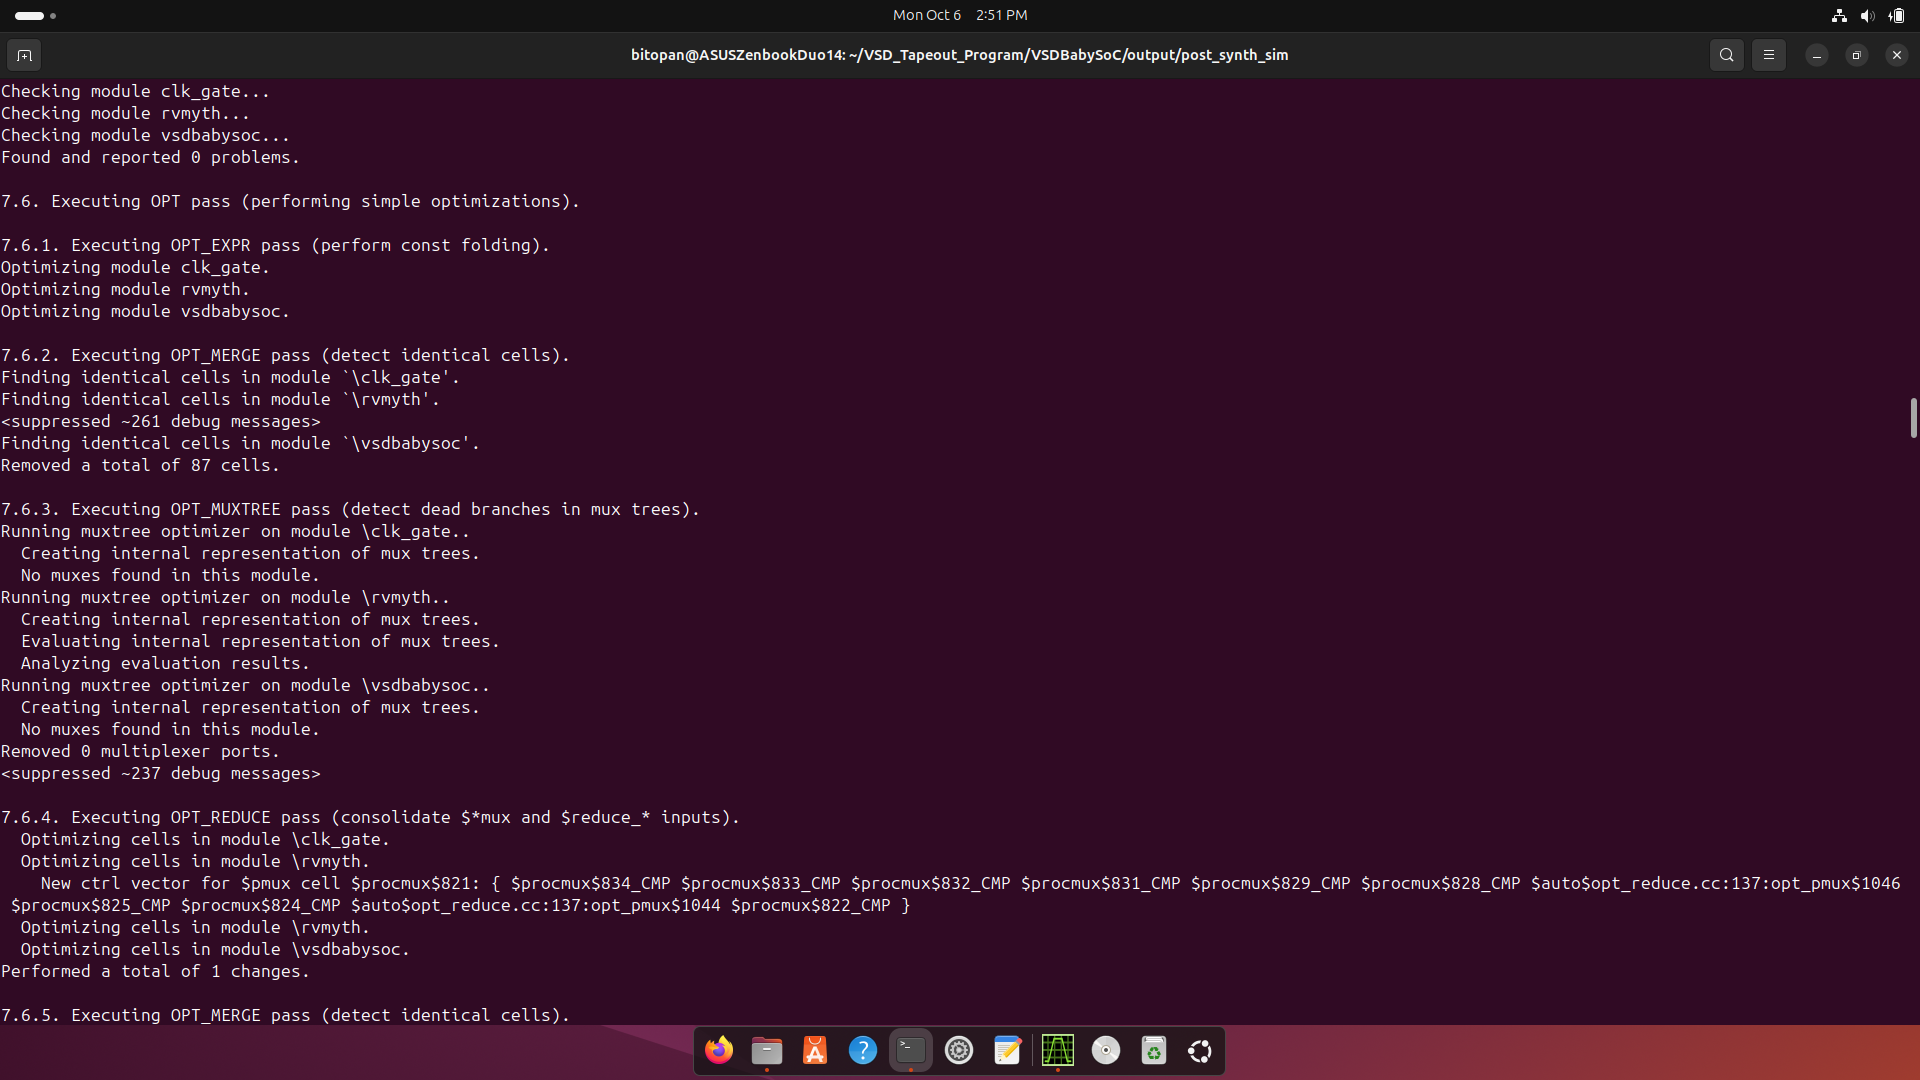 Mon Oct 6 2:51 PM
bitopan@ASUSZenbookDuo14: ~/VSD_Tapeout_Program/VSDBabySoC/output/post_synth_sim
Checking module clk_gate...
Checking module rvmyth...
Checking module vsdbabysoc...
Found and reported 0 problems.

7.6. Executing OPT pass (performing simple optimizations).

7.6.1. Executing OPT_EXPR pass (perform const folding).
Optimizing module clk_gate.
Optimizing module rvmyth.
Optimizing module vsdbabysoc.

7.6.2. Executing OPT_MERGE pass (detect identical cells).
Finding identical cells in module `\clk_gate'.
Finding identical cells in module `\rvmyth'.
<suppressed ~261 debug messages>
Finding identical cells in module `\vsdbabysoc'.
Removed a total of 87 cells.

7.6.3. Executing OPT_MUXTREE pass (detect dead branches in mux trees).
Running muxtree optimizer on module \clk_gate..
  Creating internal representation of mux trees.
  No muxes found in this module.
Running muxtree optimizer on module \rvmyth..
  Creating internal representation of mux trees.
  Evaluating internal representation of mux trees.
  Analyzing evaluation results.
Running muxtree optimizer on module \vsdbabysoc..
  Creating internal representation of mux trees.
  No muxes found in this module.
Removed 0 multiplexer ports.
<suppressed ~237 debug messages>

7.6.4. Executing OPT_REDUCE pass (consolidate $*mux and $reduce_* inputs).
  Optimizing cells in module \clk_gate.
  Optimizing cells in module \rvmyth.
    New ctrl vector for $pmux cell $procmux$821: { $procmux$834_CMP $procmux$833_CMP $procmux$832_CMP $procmux$831_CMP $procmux$829_CMP $procmux$828_CMP $auto$opt_reduce.cc:137:opt_pmux$1046
 $procmux$825_CMP $procmux$824_CMP $auto$opt_reduce.cc:137:opt_pmux$1044 $procmux$822_CMP }
  Optimizing cells in module \rvmyth.
  Optimizing cells in module \vsdbabysoc.
Performed a total of 1 changes.

7.6.5. Executing OPT_MERGE pass (detect identical cells).